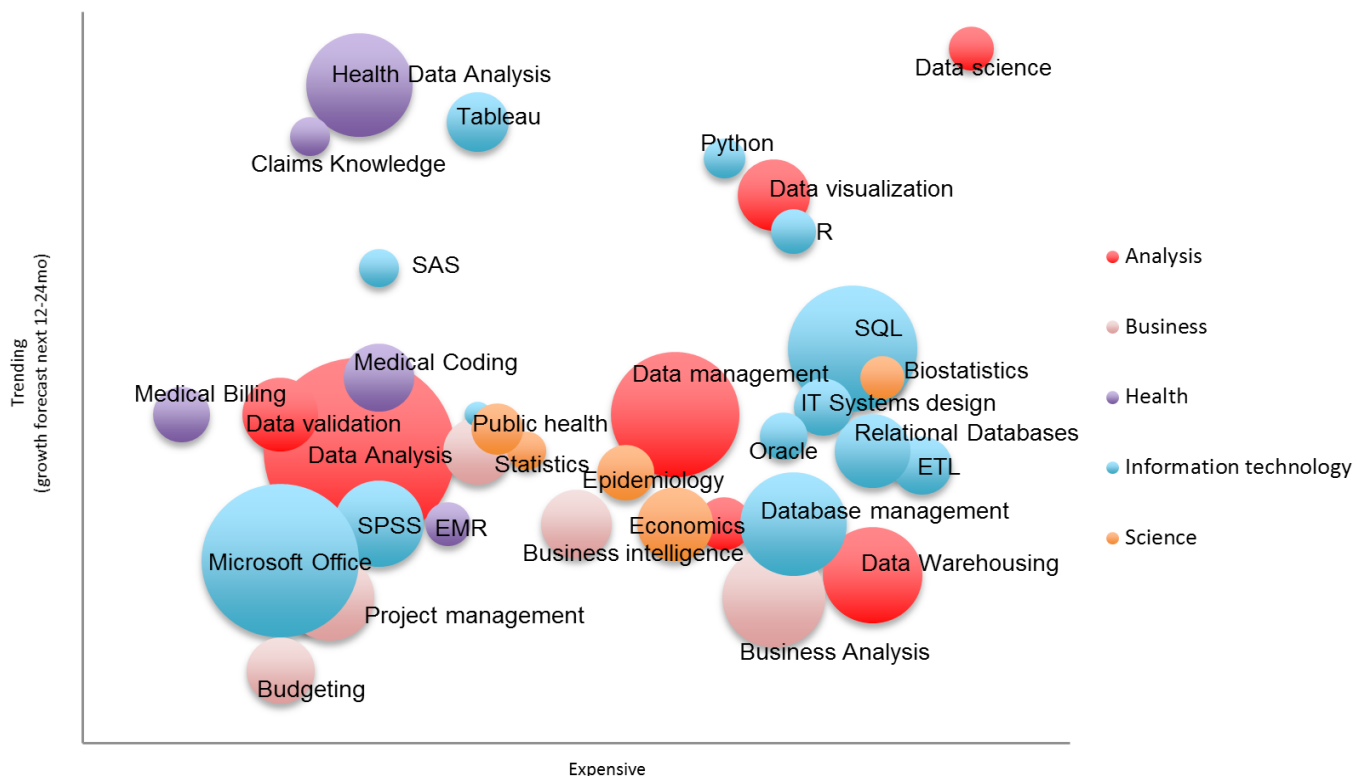 Trending
(growth forecast next 12-24mo)
Health Data Analysis
Data science
Tableau
Python
Claims Knowledge
Data visualization
R
SAS
SQL
Medical Coding
Data management
Biostatistics
Medical Billing
IT Systems design
Data validation
Public health
Relational Databases
Oracle
Data Analysis
Statistics
ETL
Epidemiology
Database management
SPSS
EMR
Economics
Business intelligence
Microsoft Office
Data Warehousing
Project management
Business Analysis
Budgeting
Expensive
Analysis
Business
Health
Information technology
Science